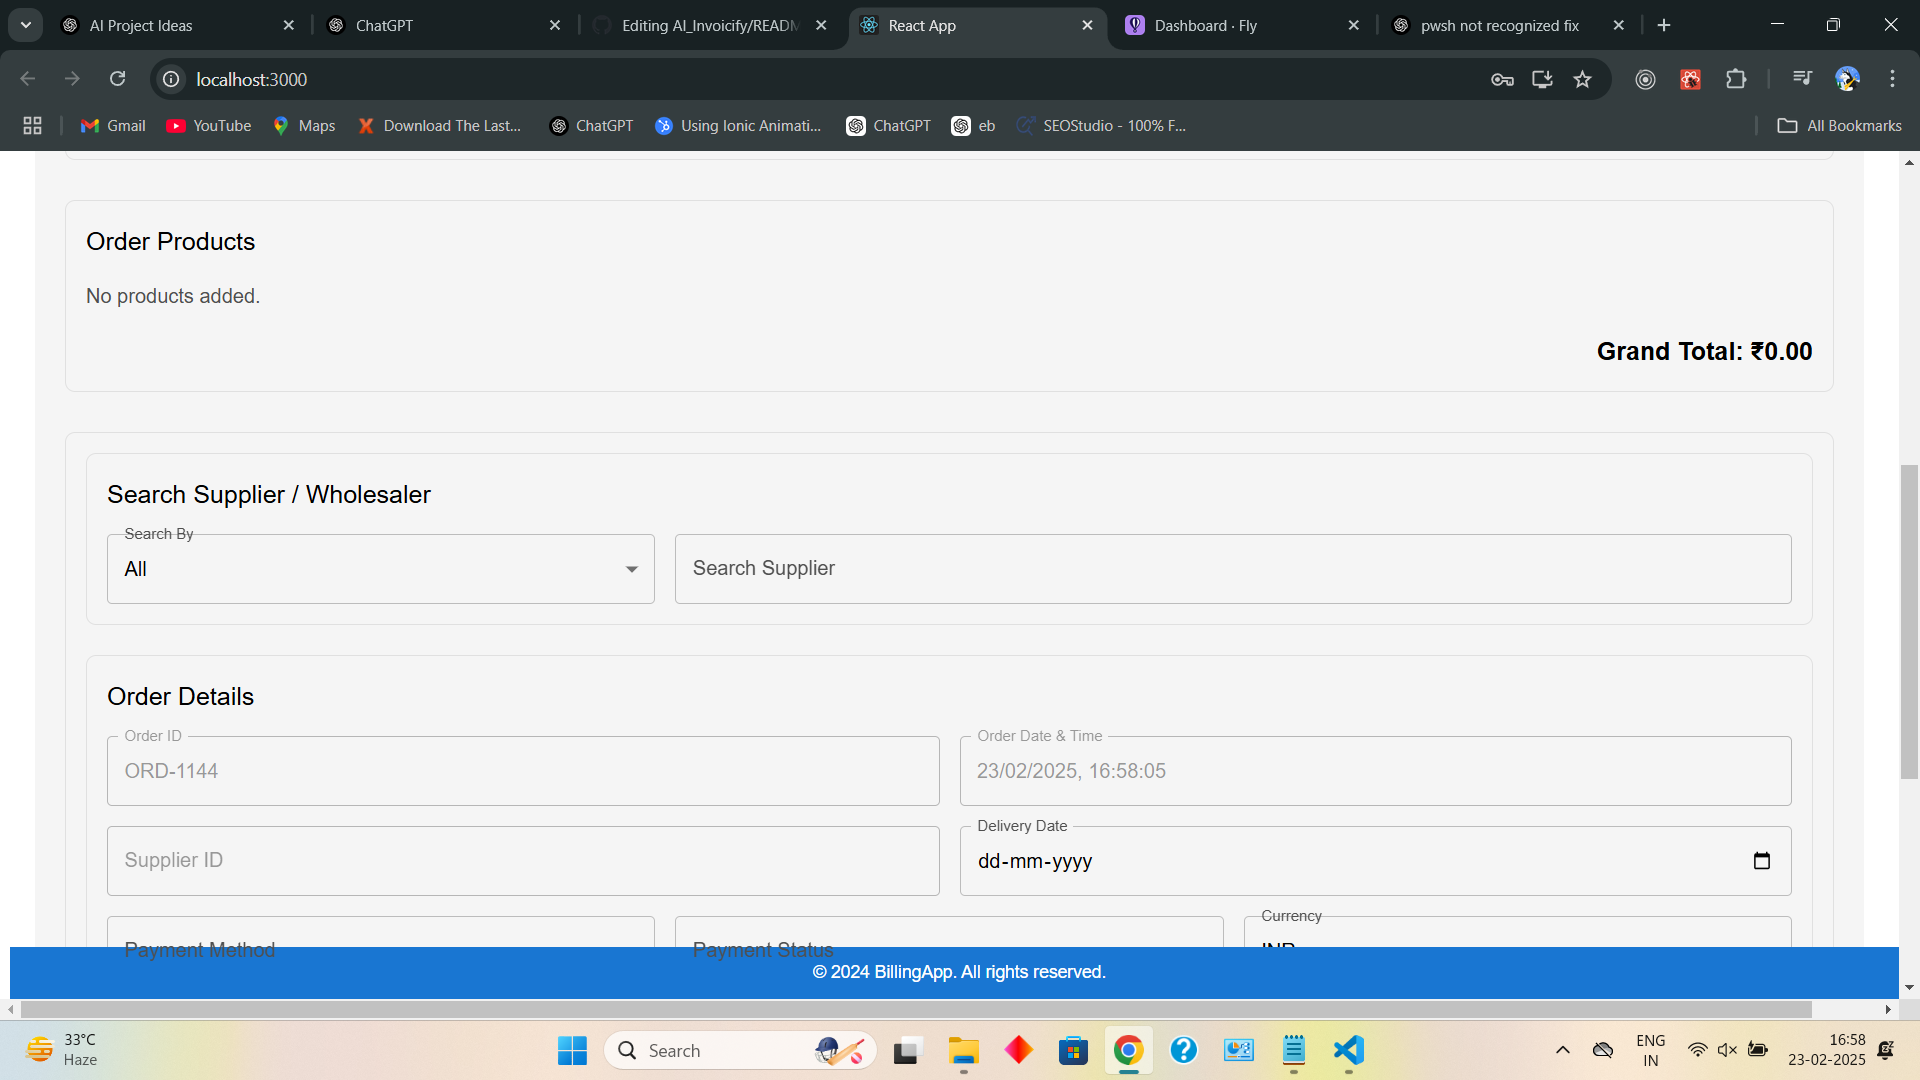 AI Project Ideas
ChatGPT
Editing AI_Invoicify/READM
React App
Dashboard · Fly
pwsh not recognized fix
localhost:3000
Gmail
YouTube
Maps
Download The Last...
ChatGPT
Using Ionic Animati...
ChatGPT
eb
SEOStudio - 100% F...
All Bookmarks
Order Products
No products added.
Grand Total: ₹0.00
Search Supplier / Wholesaler
Search By
All
Search Supplier
Order Details
Order ID
ORD-1144
Order Date & Time
23/02/2025, 16:58:05
Supplier ID
Delivery Date
dd-mm-yyyy
Payment Method
Payment Status
Currency
INR
© 2024 BillingApp. All rights reserved.
33°C
Haze
Search
ENG
IN
16:58
23-02-2025